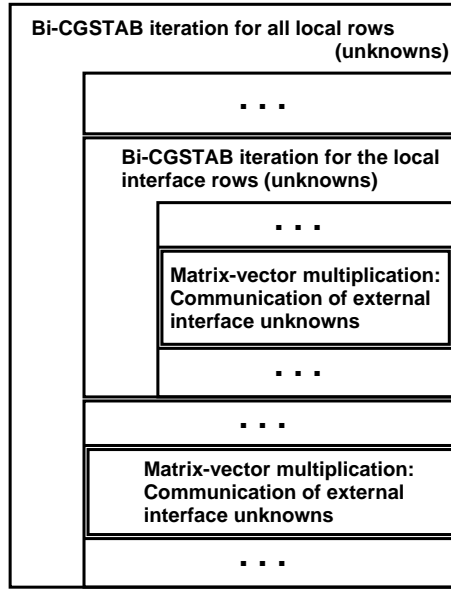 Bi-CGSTAB iteration for all local rows
(unknowns)
. . .
Bi-CGSTAB iteration for the local
interface rows (unknowns)
. . .
Matrix-vector multiplication:
Communication of external
interface unknowns
. . .
. . .
Matrix-vector multiplication:
Communication of external
interface unknowns
. . .